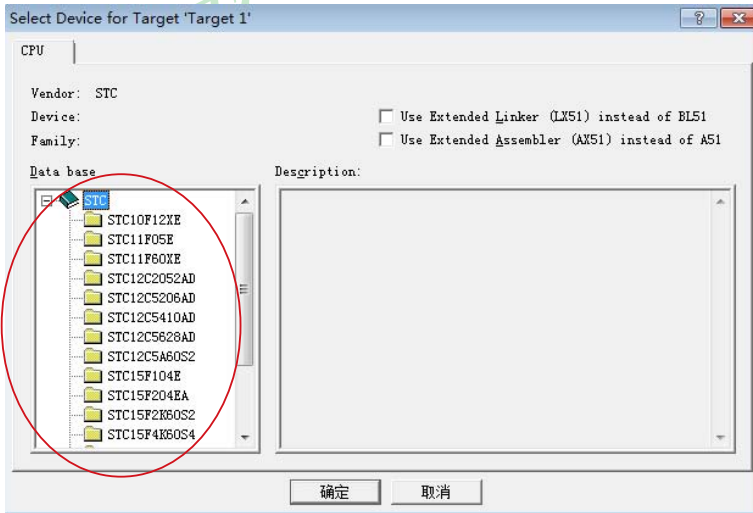 Select Device for Target 'Target 1'
CPU
Vendor: STC
Device:
Use Extended Linker (LX51) instead of BL51
Family:
Use Extended Assembler (AX51) instead of A51
Data base
Description:
STC
STC10F12XE
STC11F05E
STC11F60XE
STC12C2052AD
STC12C5206AD
STC12C5410AD
STC12C5628AD
STC12C5A60S2
STC15F104E
STC15F204EA
STC15F2K60S2
STC15F4K60S4
确定
取消